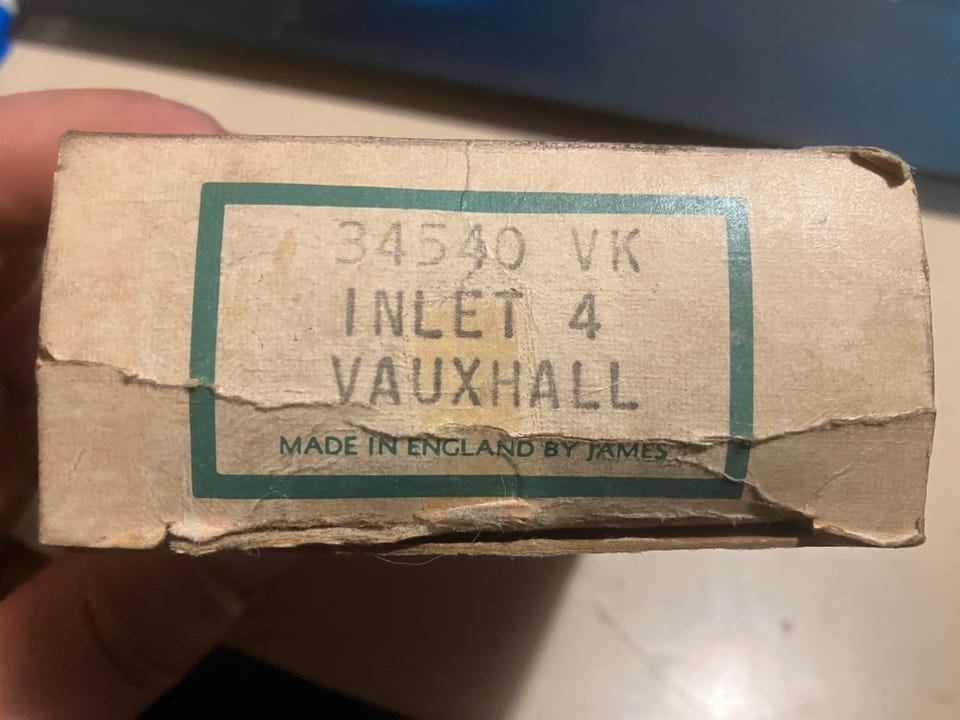 34540 VK
INLET 4
VAUXHALL
MADE IN ENGLAND BY JAMES